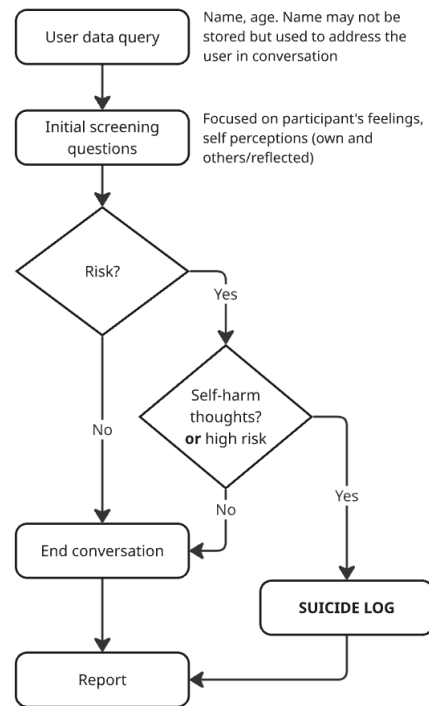 User data query
Name, age. Name may not be
stored but used to address the
user in conversation
Initial screening
questions
Focused on participant's feelings,
self perceptions (own and
others/reflected)
Risk?
Yes
Self-harm
thoughts?
or high risk
No
No
Yes
End conversation
SUICIDE LOG
Report